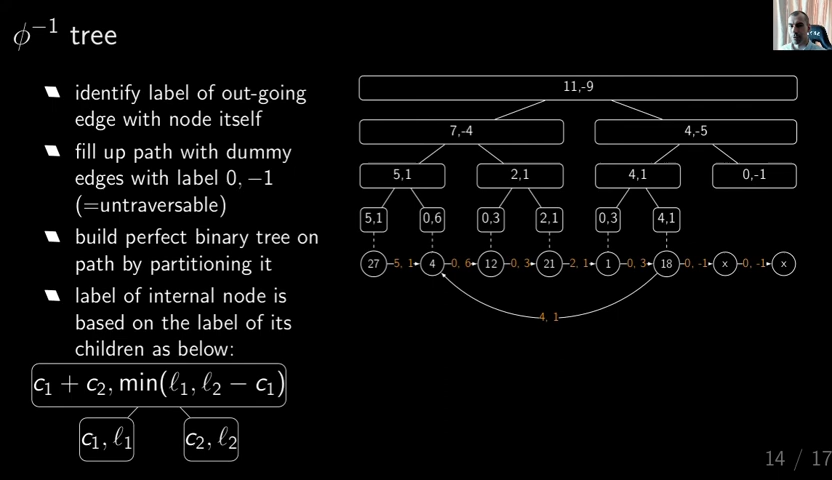 ϕ⁻¹ tree
identify label of out-going
edge with node itself
fill up path with dummy
edges with label 0, −1
(=untraversable)
build perfect binary tree on
path by partitioning it
label of internal node is
based on the label of its
children as below:
c₁ + c₂, min(ℓ₁, ℓ₂ − c₁)
c₁, ℓ₁ c₂, ℓ₂
11,-9
7,-4 4,-5
5,1 2,1 4,1 0,-1
5,1 0,6 0,3 2,1 0,3 4,1
27 5, 1 4 0, 6 12 0, 3 21 2, 1 1 0, 3 18 0, -1 x 0, -1 x
4, 1
14 / 17